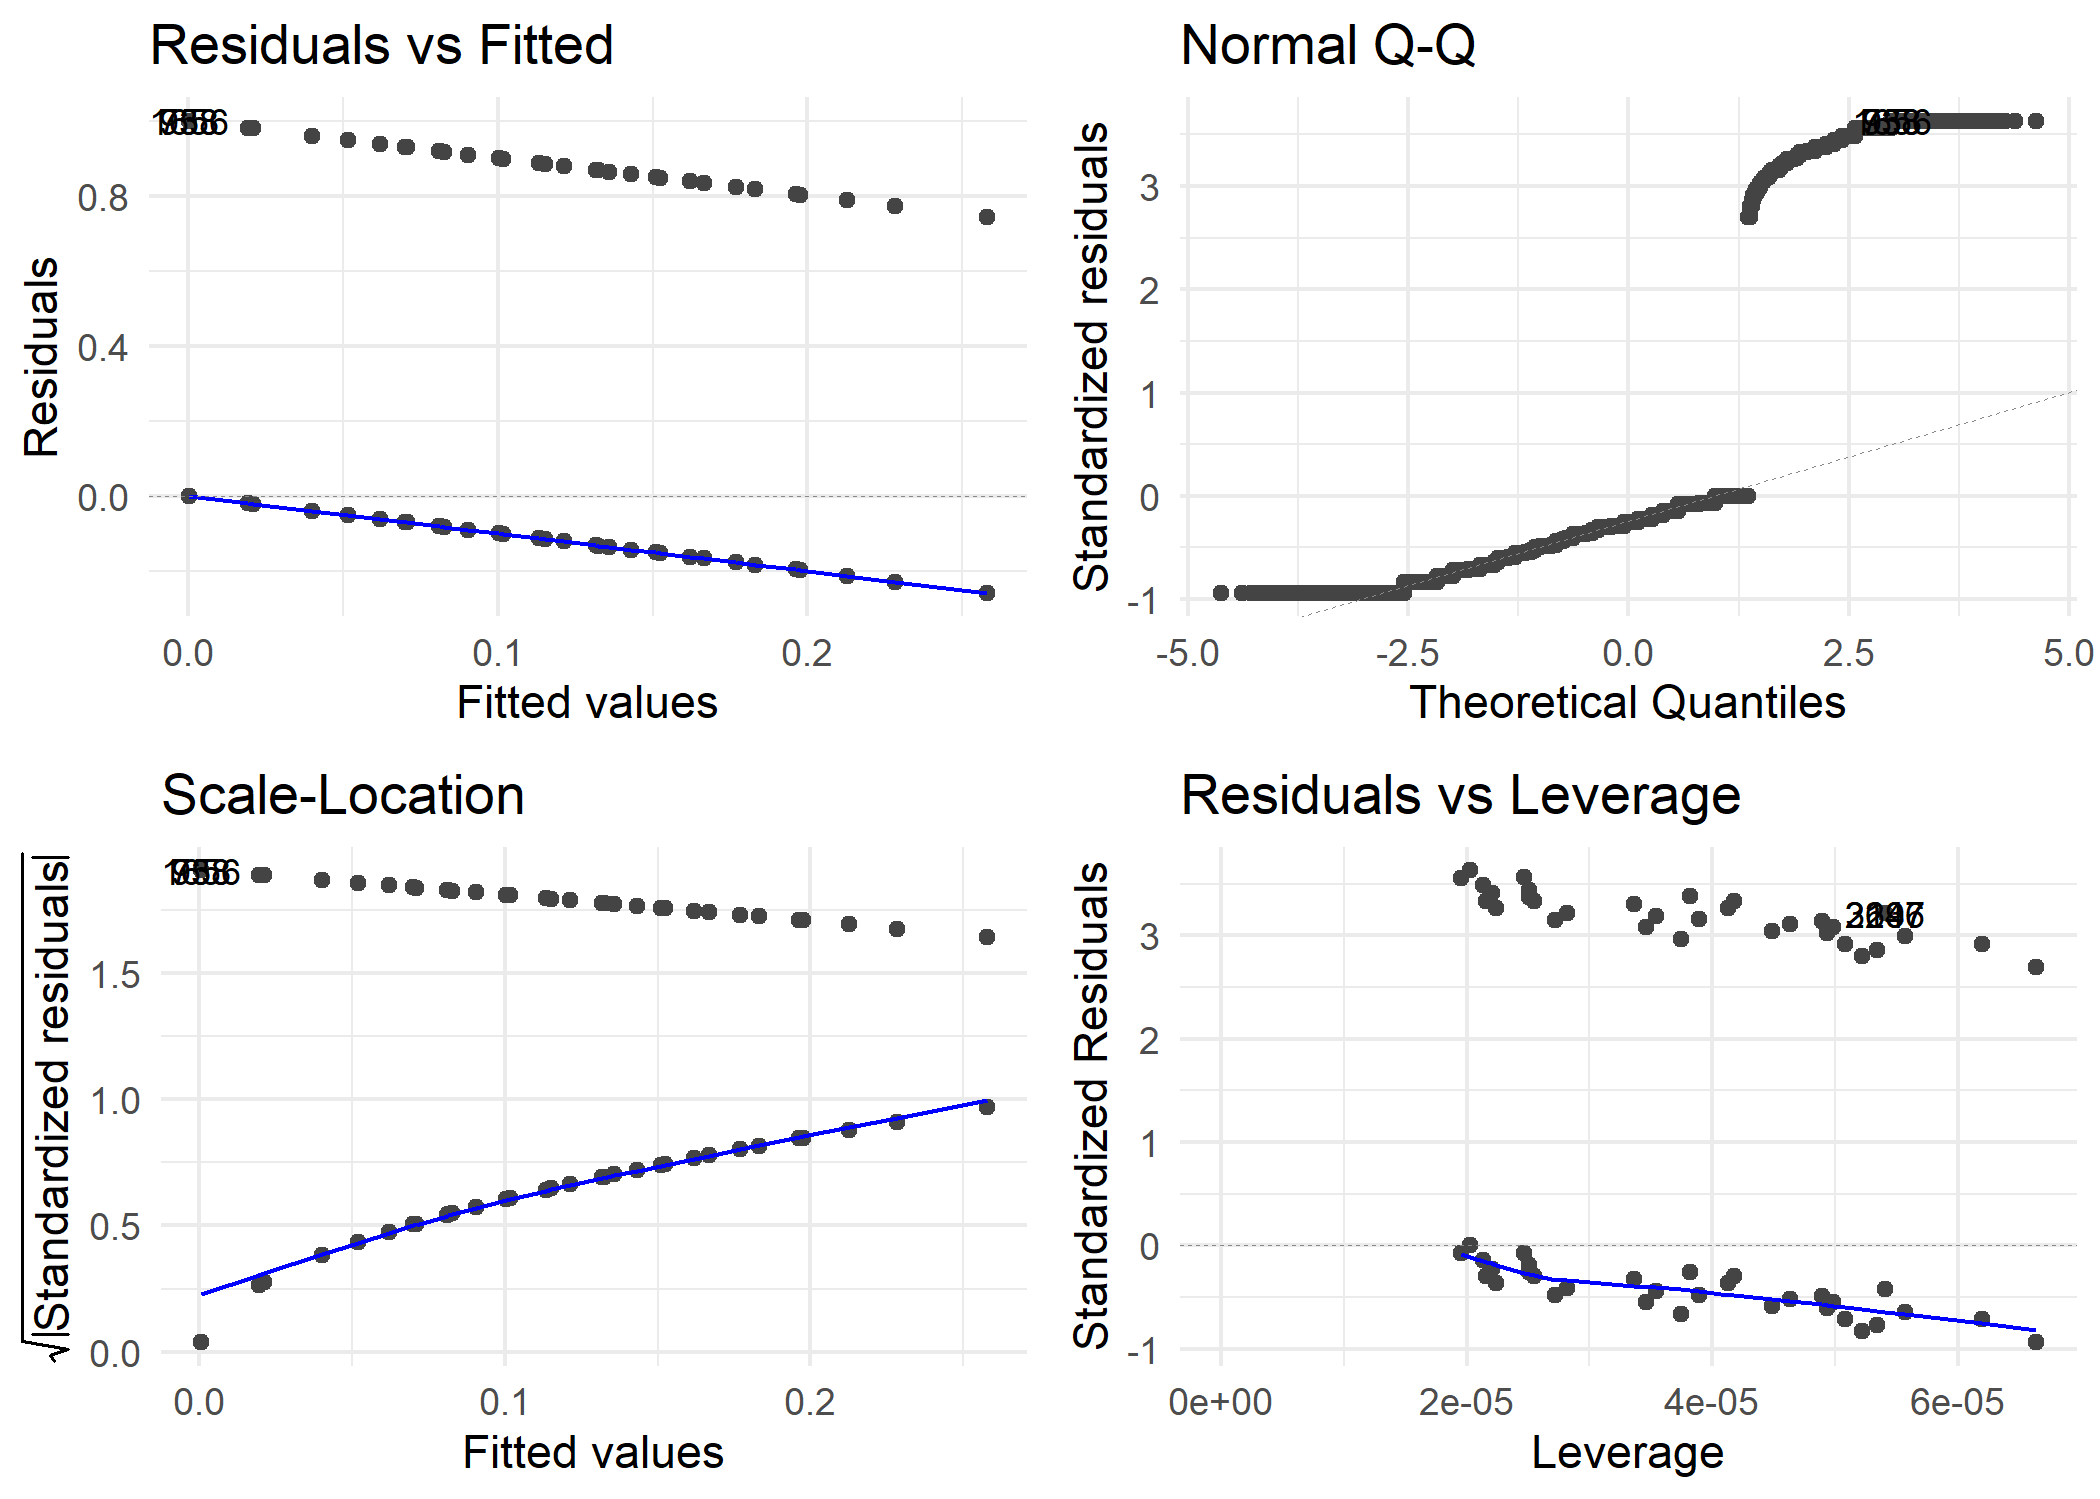 Residuals vs Fitted
Residuals
0.8
0.4
0.0
0.0
0.1
0.2
Fitted values
Normal Q-Q
Standardized residuals
3
2
1
0
-1
-5.0
-2.5
0.0
2.5
5.0
Theoretical Quantiles
Scale-Location
√|Standardized residuals|
1.5
1.0
0.5
0.0
0.0
0.1
0.2
Fitted values
Residuals vs Leverage
Standardized Residuals
3
2
1
0
-1
0e+00
2e-05
4e-05
6e-05
Leverage